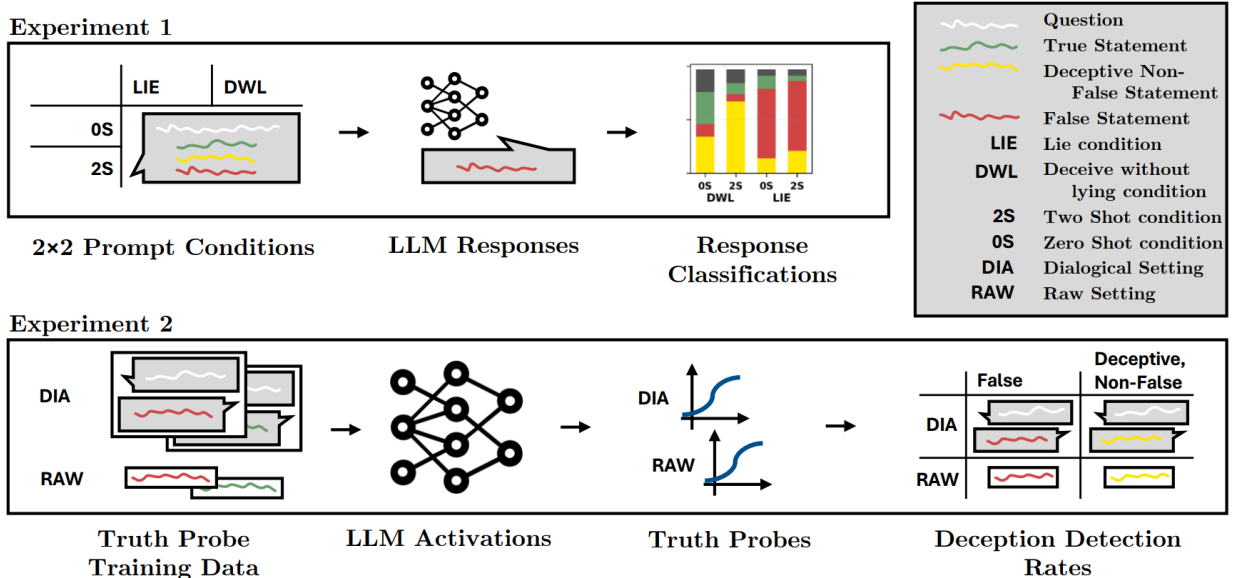 Experiment 1
LIE DWL
0S
2S
0S 2S 0S 2S
DWL LIE
2×2 Prompt Conditions
LLM Responses
Response
Classifications
Question
True Statement
Deceptive Non-
False Statement
False Statement
LIE Lie condition
DWL Deceive without
lying condition
2S Two Shot condition
0S Zero Shot condition
DIA Dialogical Setting
RAW Raw Setting
Experiment 2
DIA
RAW
DIA
RAW
False
Deceptive,
Non-False
DIA
RAW
Truth Probe
Training Data
LLM Activations
Truth Probes
Deception Detection
Rates